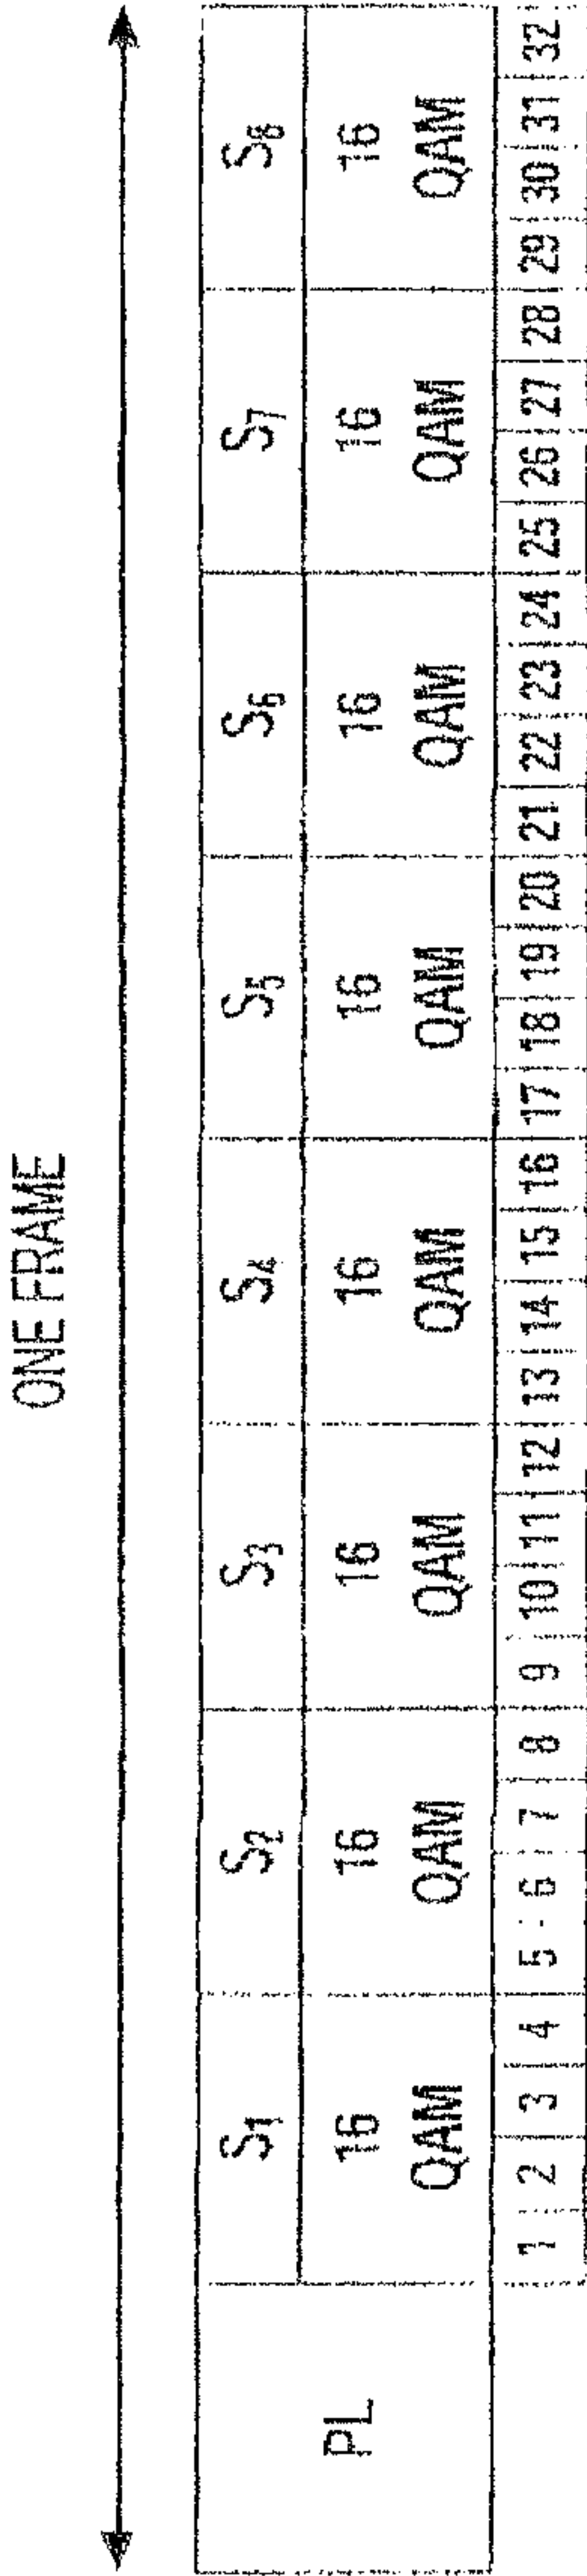 ONE FRAME
PL
S1 S2 S3 S4 S5 S6 S7 S8
16 16 16 16 16 16 16 16
QAM QAM QAM QAM QAM QAM QAM QAM
1 2 3 4 5 6 7 8 9 10 11 12 13 14 15 16 17 18 19 20 21 22 23 24 25 26 27 28 29 30 31 32